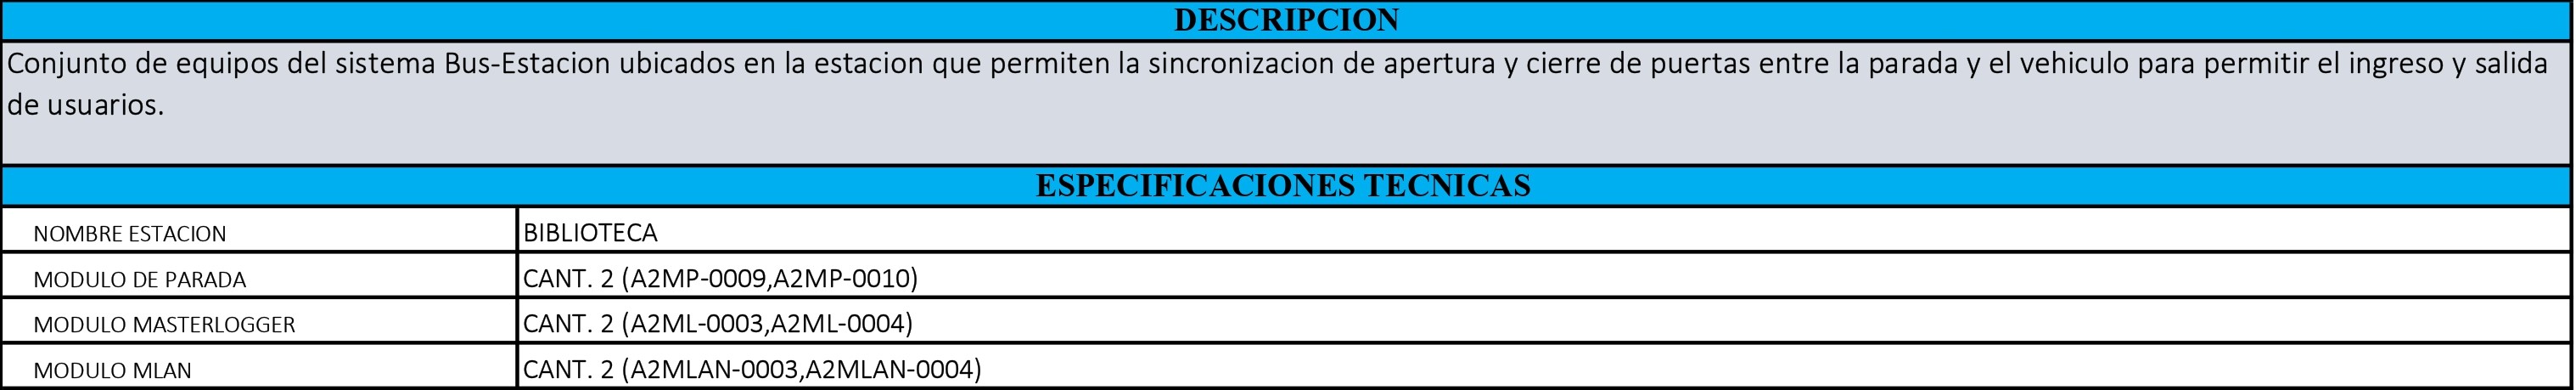 DESCRIPCION
Conjunto de equipos del sistema Bus-Estacion ubicados en la estacion que permiten la sincronizacion de apertura y cierre de puertas entre la parada y el vehiculo para permitir el ingreso y salida
de usuarios.
ESPECIFICACIONES TECNICAS
NOMBRE ESTACION BIBLIOTECA
MODULO DE PARADA CANT. 2 (A2MP-0009,A2MP-0010)
MODULO MASTERLOGGER CANT. 2 (A2ML-0003,A2ML-0004)
MODULO MLAN CANT. 2 (A2MLAN-0003,A2MLAN-0004)